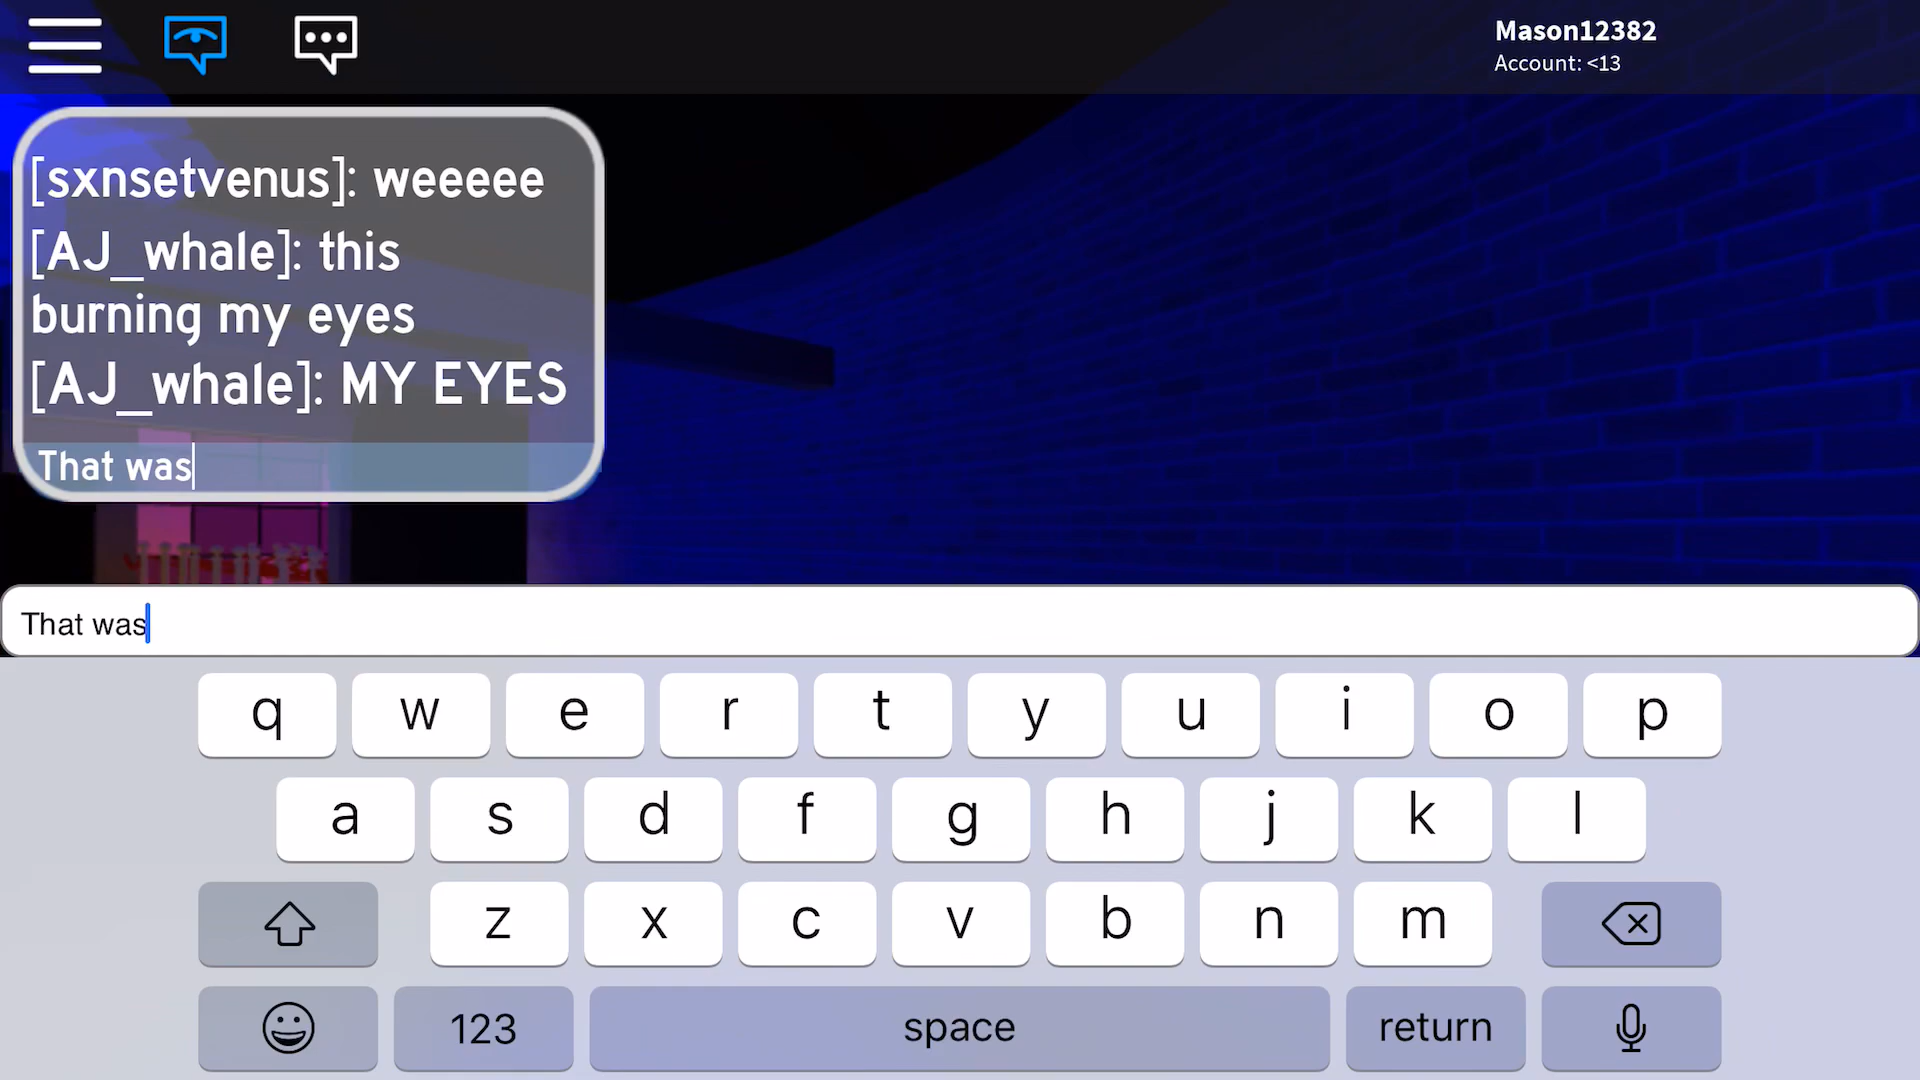 Mason12382
Account: <13
[sxnsetvenus]: weeeee
[AJ_whale]: this
burning my eyes
[AJ_whale]: MY EYES
That was
That was
q w e r t y u i o p
a s d f g h j k l
z x c v b n m
123 space return